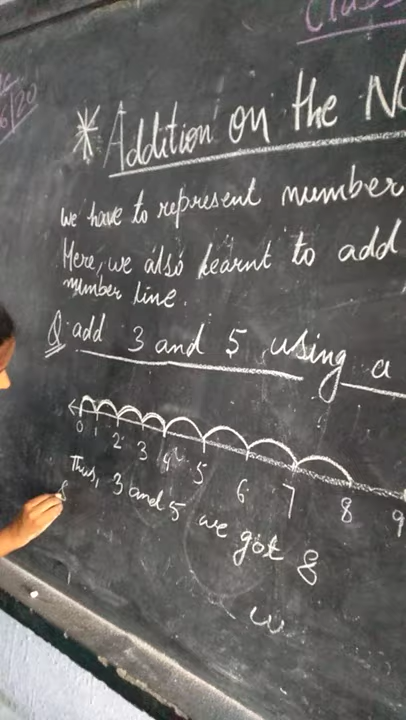 Clas
6/20
* Addition on the No
We have to represent number
Here, we also learnt to add
number line.
Q add 3 and 5 using a
0 1 2 3 4 5 6 7 8 9
Thus, 3 and 5 we got 8